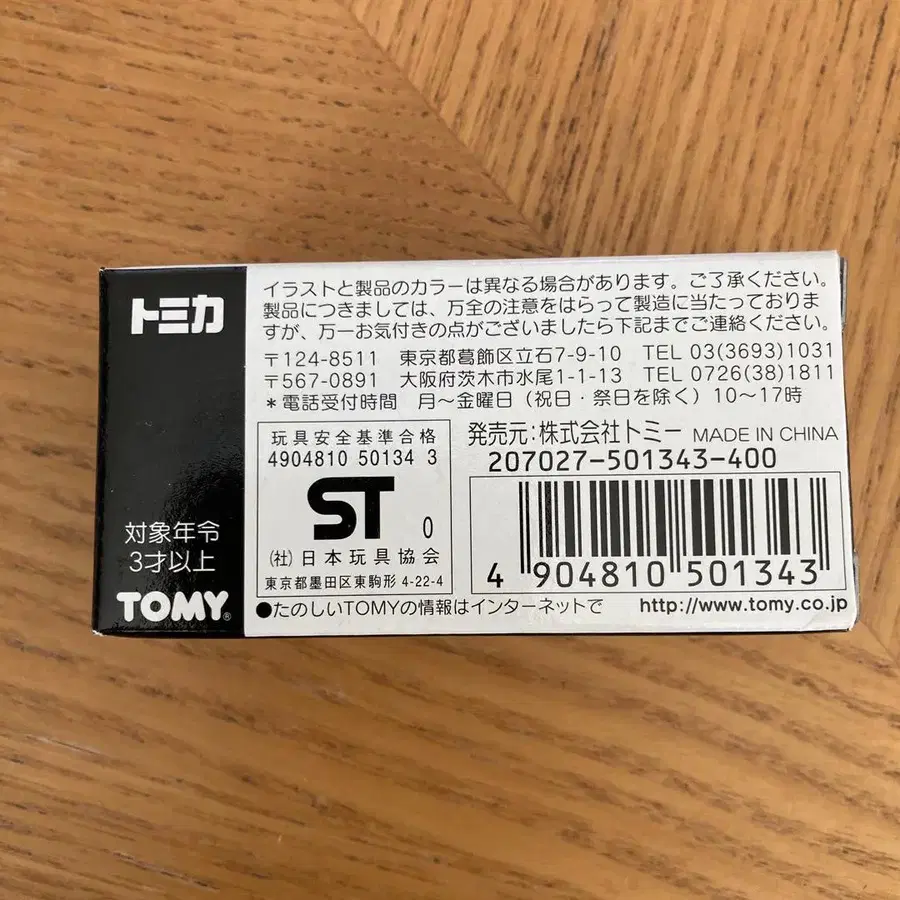 トミカ
対象年令
3才以上
TOMY®
イラストと製品のカラーは異なる場合があります。ご了承ください。
製品につきましては、万全の注意をはらって製造に当たっておりま
すが、万一お気付きの点がございましたら下記までご連絡ください。
〒124-8511 東京都葛飾区立石7-9-10 TEL 03(3693)1031
〒567-0891 大阪府茨木市水尾1-1-13 TEL 0726(38)1811
*電話受付時間 月～金曜日(祝日・祭日を除く)10～17時
玩具安全基準合格
4904810 50134 3
ST 0
(社)日本玩具協会
東京都墨田区東駒形 4-22-4
発売元:株式会社トミー MADE IN CHINA
207027-501343-400
4 904810 501343
●たのしいTOMYの情報はインターネットで http://www.tomy.co.jp